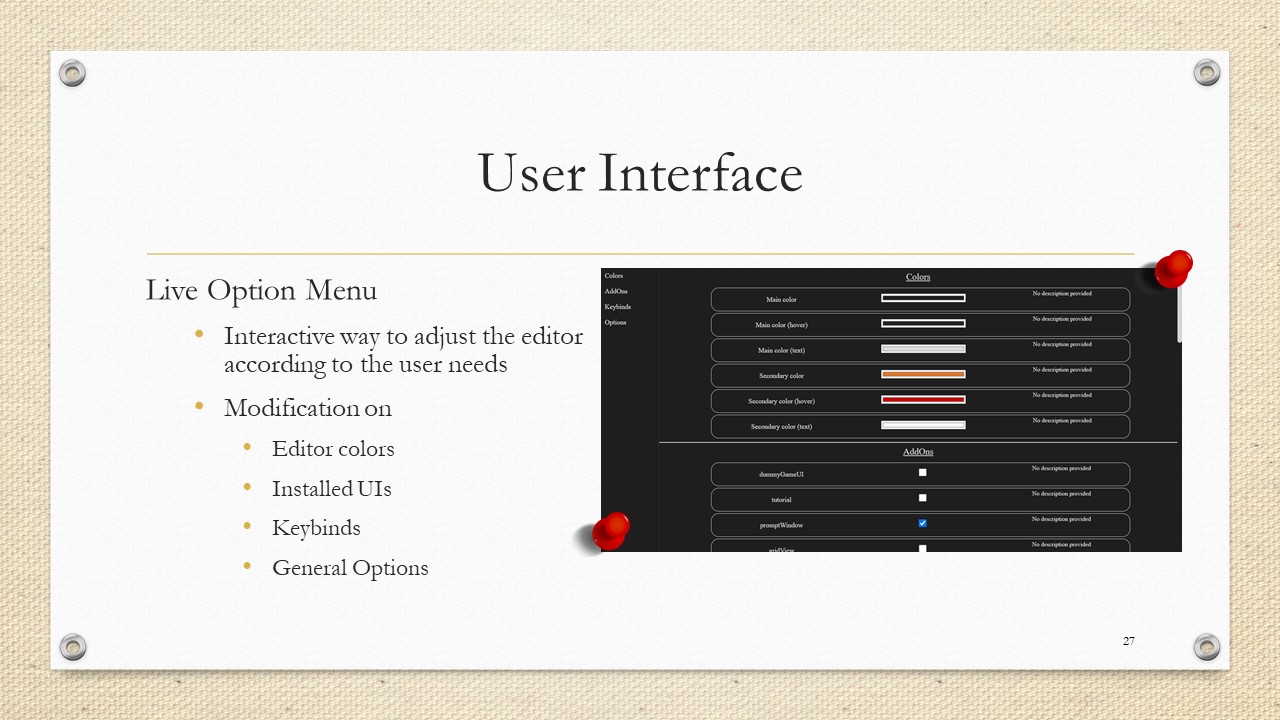 User Interface
Live Option Menu
• Interactive way to adjust the editor
according to the user needs
• Modification on
• Editor colors
• Installed UIs
• Keybinds
• General Options
Colors
AddOns
Keybinds
Options
Colors
Main color No description provided
Main color (hover) No description provided
Main color (text) No description provided
Secondary color No description provided
Secondary color (hover) No description provided
Secondary color (text) No description provided
AddOns
dummyGameUI No description provided
tutorial No description provided
promptWindow No description provided
gridView No description provided
27